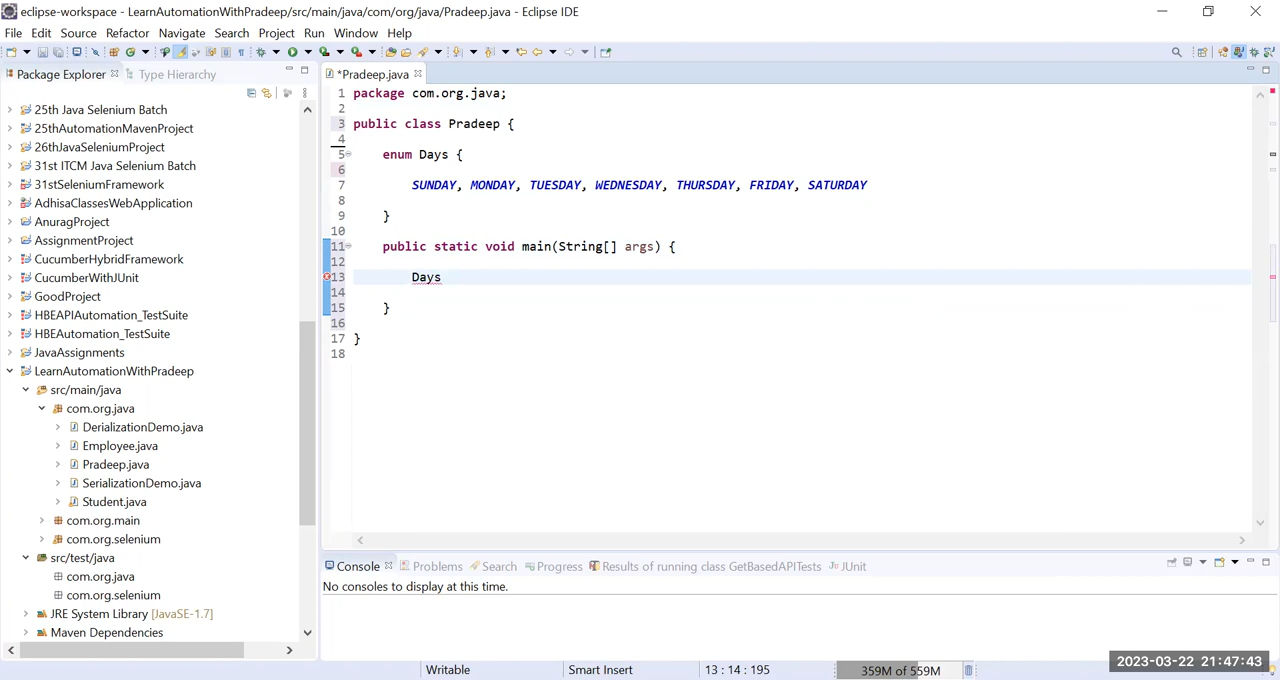 eclipse-workspace - LearnAutomationWithPradeep/src/main/java/com/org/java/Pradeep.java - Eclipse IDE
File Edit Source Refactor Navigate Search Project Run Window Help
Package Explorer Type Hierarchy
*Pradeep.java
25th Java Selenium Batch
25thAutomationMavenProject
26thJavaSeleniumProject
31st ITCM Java Selenium Batch
31stSeleniumFramework
AdhisaClassesWebApplication
AnuragProject
AssignmentProject
CucumberHybridFramework
CucumberWithJUnit
GoodProject
HBEAPIAutomation_TestSuite
HBEAutomation_TestSuite
JavaAssignments
LearnAutomationWithPradeep
src/main/java
com.org.java
DerializationDemo.java
Employee.java
Pradeep.java
SerializationDemo.java
Student.java
com.org.main
com.org.selenium
src/test/java
com.org.java
com.org.selenium
JRE System Library [JavaSE-1.7]
Maven Dependencies
1 package com.org.java;
2
3 public class Pradeep {
4
5 enum Days {
6
7 SUNDAY, MONDAY, TUESDAY, WEDNESDAY, THURSDAY, FRIDAY, SATURDAY
8
9 }
10
11 public static void main(String[] args) {
12
13 Days
14
15 }
16
17 }
18
Console Problems Search Progress Results of running class GetBasedAPITests JUnit
No consoles to display at this time.
Writable Smart Insert 13 : 14 : 195 359M of 559M
2023-03-22 21:47:43